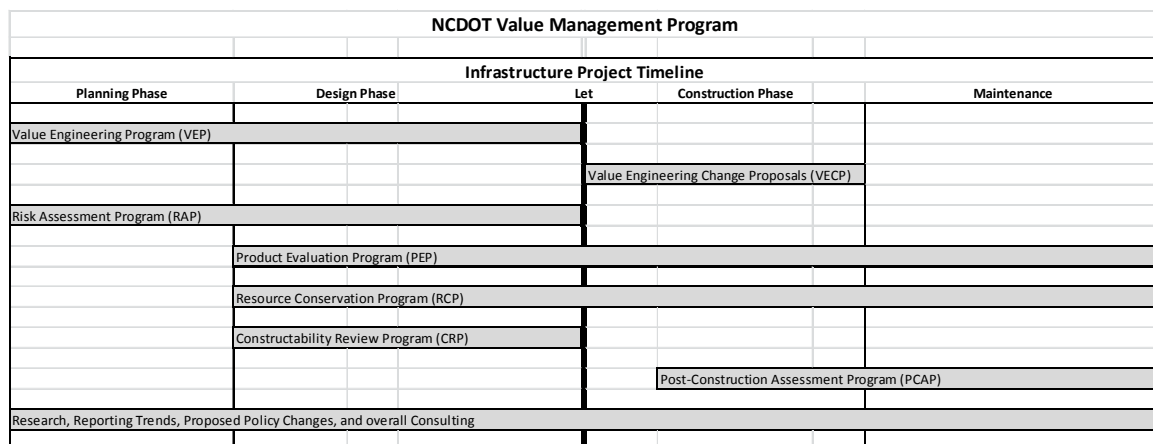 NCDOT Value Management Program
Infrastructure Project Timeline
Planning Phase Design Phase Let Construction Phase Maintenance
Value Engineering Program (VEP)
Value Engineering Change Proposals (VECP)
Risk Assessment Program (RAP)
Product Evaluation Program (PEP)
Resource Conservation Program (RCP)
Constructability Review Program (CRP)
Post-Construction Assessment Program (PCAP)
Research, Reporting Trends, Proposed Policy Changes, and overall Consulting